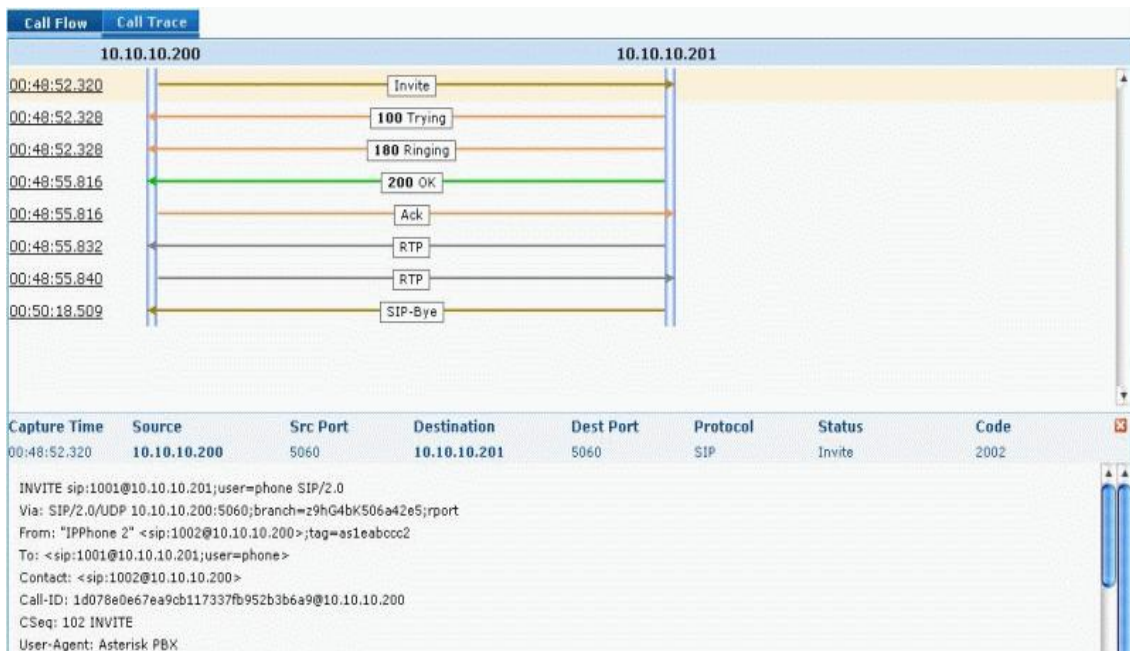 Call Flow Call Trace
10.10.10.200 10.10.10.201
00:48:52.320 Invite
00:48:52.328 100 Trying
00:48:52.328 180 Ringing
00:48:55.816 200 OK
00:48:55.816 Ack
00:48:55.832 RTP
00:48:55.840 RTP
00:50:18.509 SIP-Bye
Capture Time Source Src Port Destination Dest Port Protocol Status Code
00:48:52.320 10.10.10.200 5060 10.10.10.201 5060 SIP Invite 2002
INVITE sip:1001@10.10.10.201;user=phone SIP/2.0
Via: SIP/2.0/UDP 10.10.10.200:5060;branch=z9hG4bK506a42e5;rport
From: "IPPhone 2" <sip:1002@10.10.10.200>;tag=as1eabccc2
To: <sip:1001@10.10.10.201;user=phone>
Contact: <sip:1002@10.10.10.200>
Call-ID: 1d078e0e67ea9cb117337fb952b3b6a9@10.10.10.200
CSeq: 102 INVITE
User-Agent: Asterisk PBX